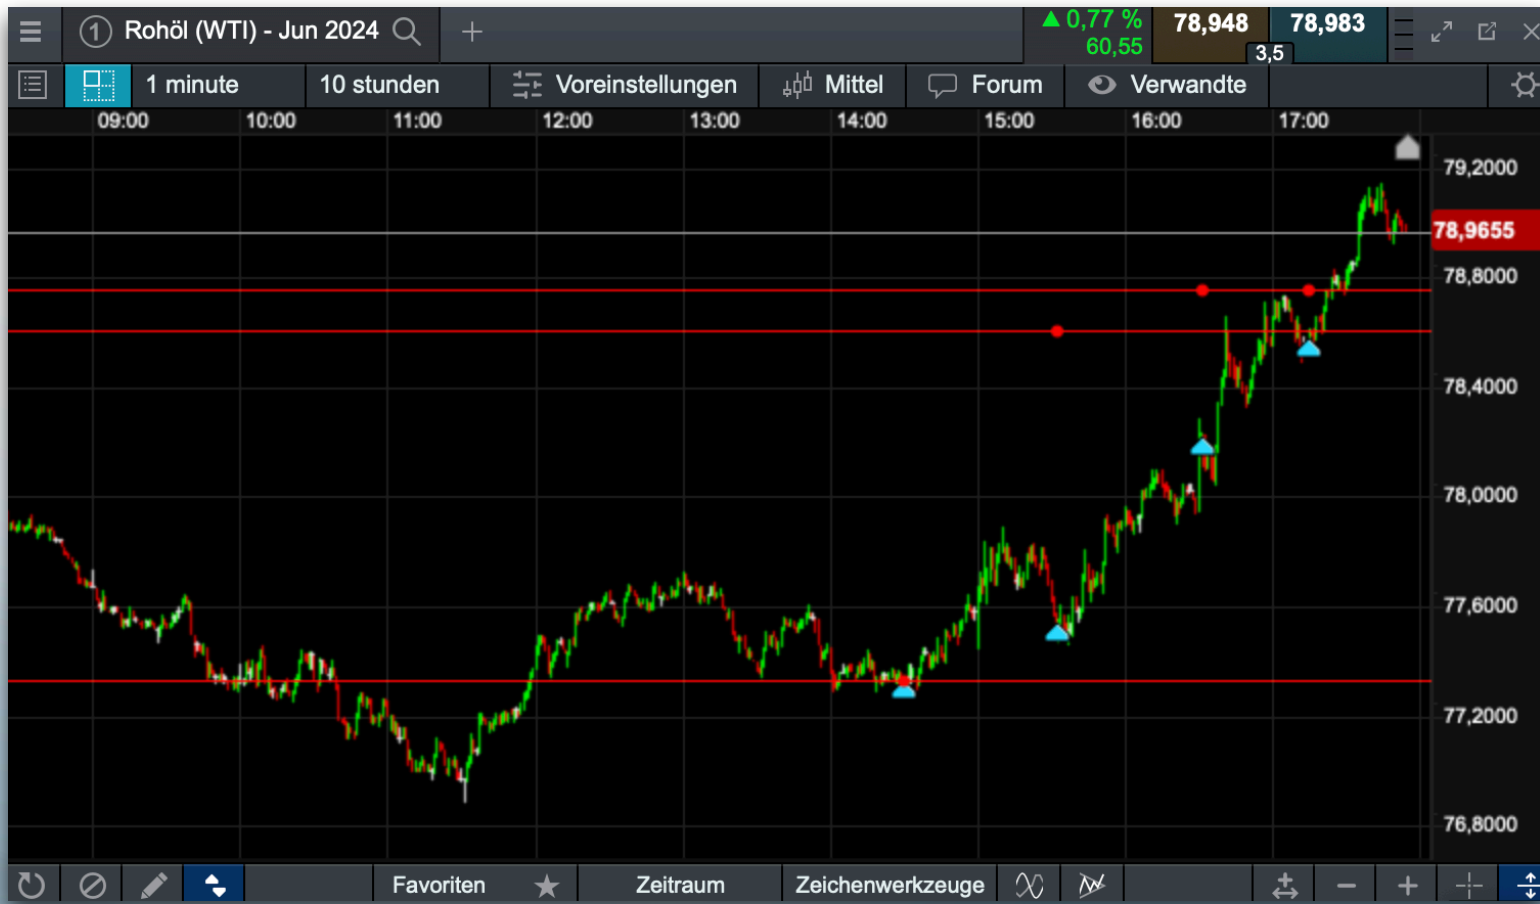 1 Rohöl (WTI) - Jun 2024
0,77 %
60,55
78,948
78,983
3,5
1 minute
10 stunden
Voreinstellungen
Mittel
Forum
Verwandte
09:00 10:00 11:00 12:00 13:00 14:00 15:00 16:00 17:00
79,2000
78,9655
78,8000
78,4000
78,0000
77,6000
77,2000
76,8000
Favoriten
Zeitraum
Zeichenwerkzeuge